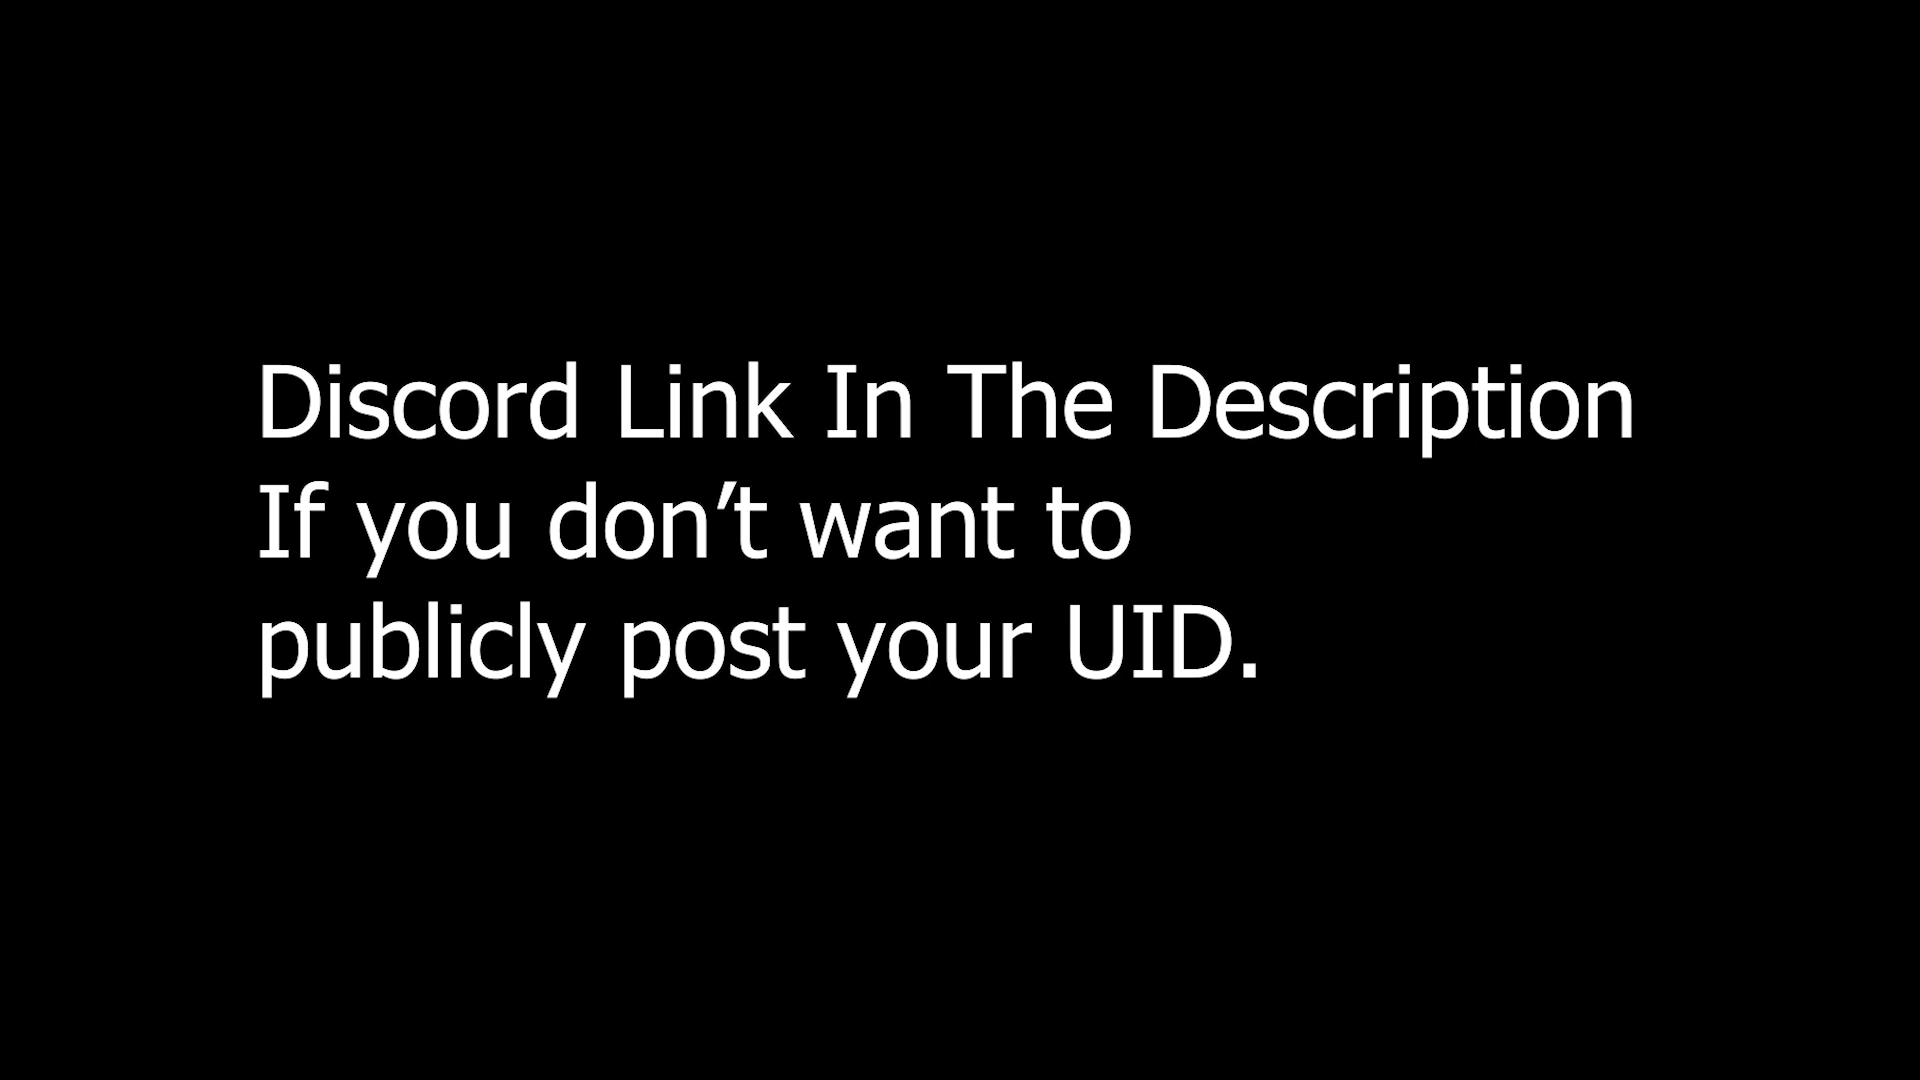 Discord Link In The Description
If you don’t want to
publicly post your UID.